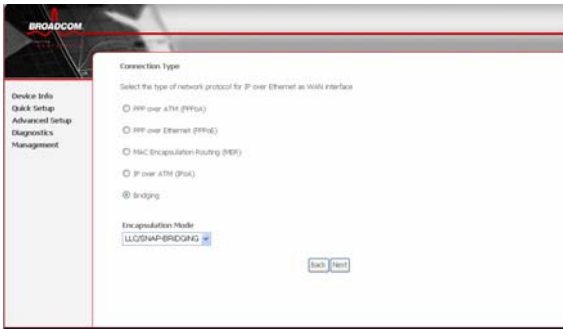 BROADCOM
Device Info
Quick Setup
Advanced Setup
Diagnostics
Management
Connection Type
Select the type of network protocol for IP over Ethernet as WAN interface
PPP over ATM (PPPoA)
PPP over Ethernet (PPPoE)
MAC Encapsulation Routing (MER)
IP over ATM (IPoA)
Bridging
Encapsulation Mode
LLC/SNAP-BRIDGING
Back Next